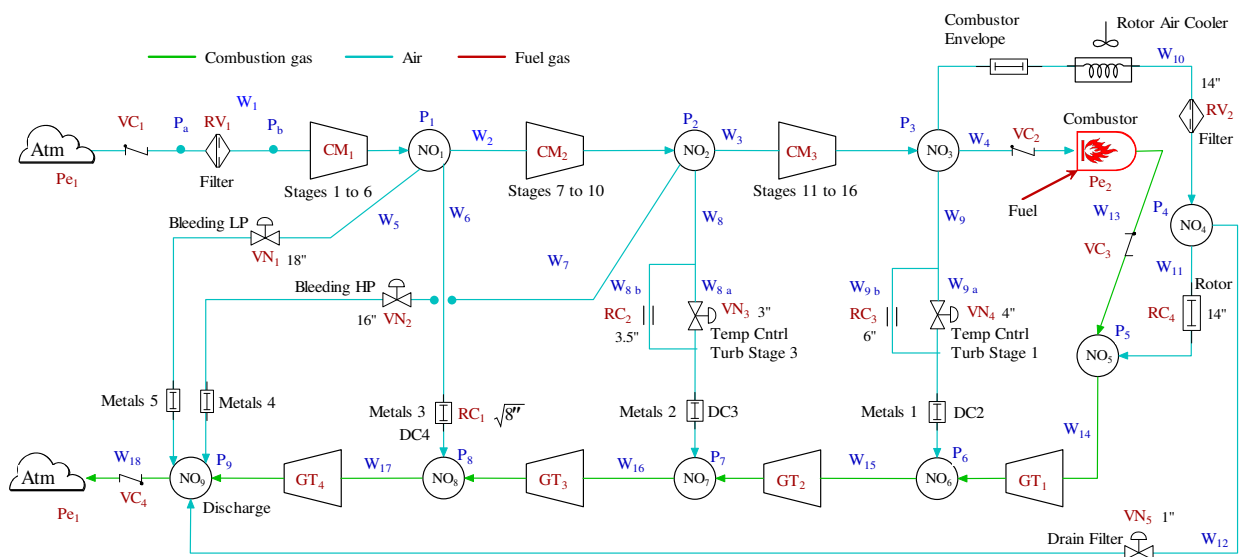 Combustion gas
Air
Fuel gas
Combustor
Envelope
Rotor Air Cooler
W10
14"
RV2
Filter
VC1
Pa
RV1
W1
Pb
P1
W2
P2
W3
P3
W4
VC2
Combustor
Atm
Pe1
Filter
CM1
Stages 1 to 6
NO1
CM2
Stages 7 to 10
NO2
CM3
Stages 11 to 16
NO3
Pe2
Fuel
W13
VC3
P4
NO4
W5
W6
W7
W8
W9
Bleeding LP
VN1 18"
Bleeding HP
16" VN2
W8 b
W8 a
RC2
3.5"
VN3 3"
Temp Cntrl
Turb Stage 3
W9 b
W9 a
RC3
6"
VN4 4"
Temp Cntrl
Turb Stage 1
W11
Rotor
RC4
14"
P5
NO5
Metals 5
Metals 4
Metals 3
RC1
√8"
DC4
Metals 2
DC3
Metals 1
DC2
W14
Atm
Pe1
W18
VC4
P9
NO9
Discharge
GT4
W17
P8
NO8
GT3
W16
P7
NO7
GT2
W15
P6
NO6
GT1
VN5 1"
Drain Filter
W12